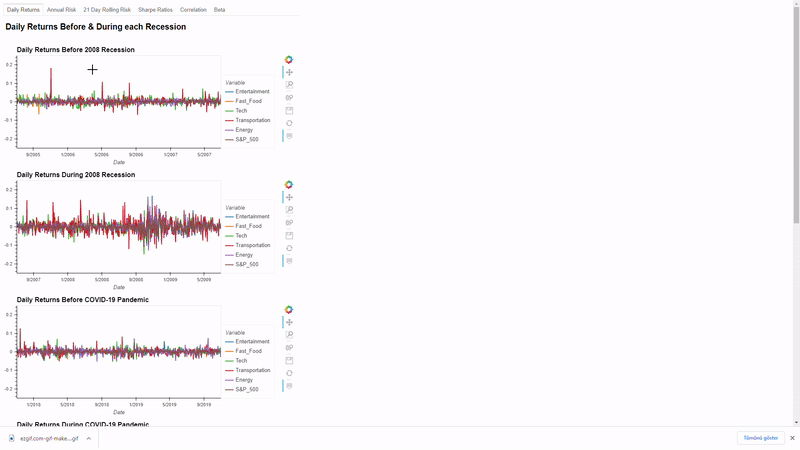 Daily Returns Annual Risk 21 Day Rolling Risk Sharpe Ratios Correlation Beta
Daily Returns Before & During each Recession
Daily Returns Before 2008 Recession
0.2
0.1
0
-0.1
-0.2
9/2005 1/2006 5/2006 9/2006 1/2007 5/2007
Date
Variable
Entertainment
Fast_Food
Tech
Transportation
Energy
S&P_500
Daily Returns During 2008 Recession
0.2
0.1
0
-0.1
-0.2
9/2007 1/2008 5/2008 9/2008 1/2009 5/2009
Date
Variable
Entertainment
Fast_Food
Tech
Transportation
Energy
S&P_500
Daily Returns Before COVID-19 Pandemic
0.2
0.1
0
-0.1
-0.2
1/2018 5/2018 9/2018 1/2019 5/2019 9/2019
Date
Variable
Entertainment
Fast_Food
Tech
Transportation
Energy
S&P_500
Daily Returns During COVID-19 Pandemic
ezgif.com-gif-make....gif
Tümünü göster